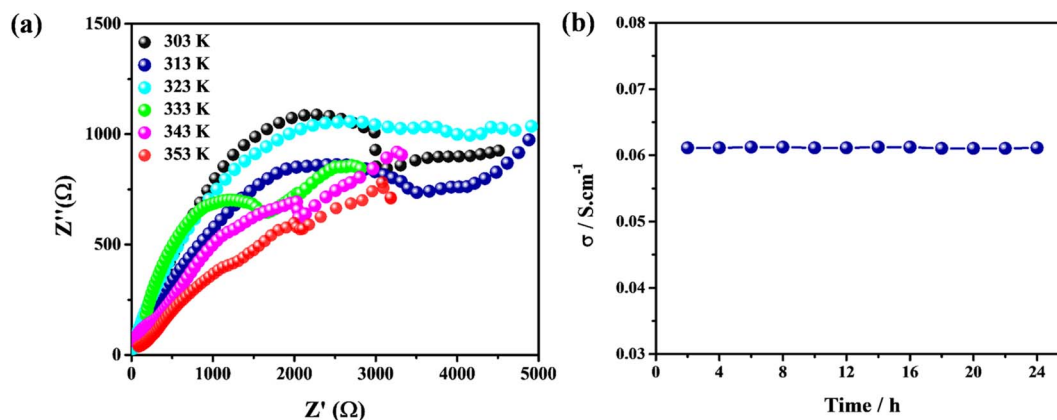 (a)
1500
1000
500
0
Z''(Ω)
303 K
313 K
323 K
333 K
343 K
353 K
0 1000 2000 3000 4000 5000
Z' (Ω)
(b)
0.08
0.07
0.06
0.05
0.04
0.03
σ / S.cm-1
0 4 8 12 16 20 24
Time / h